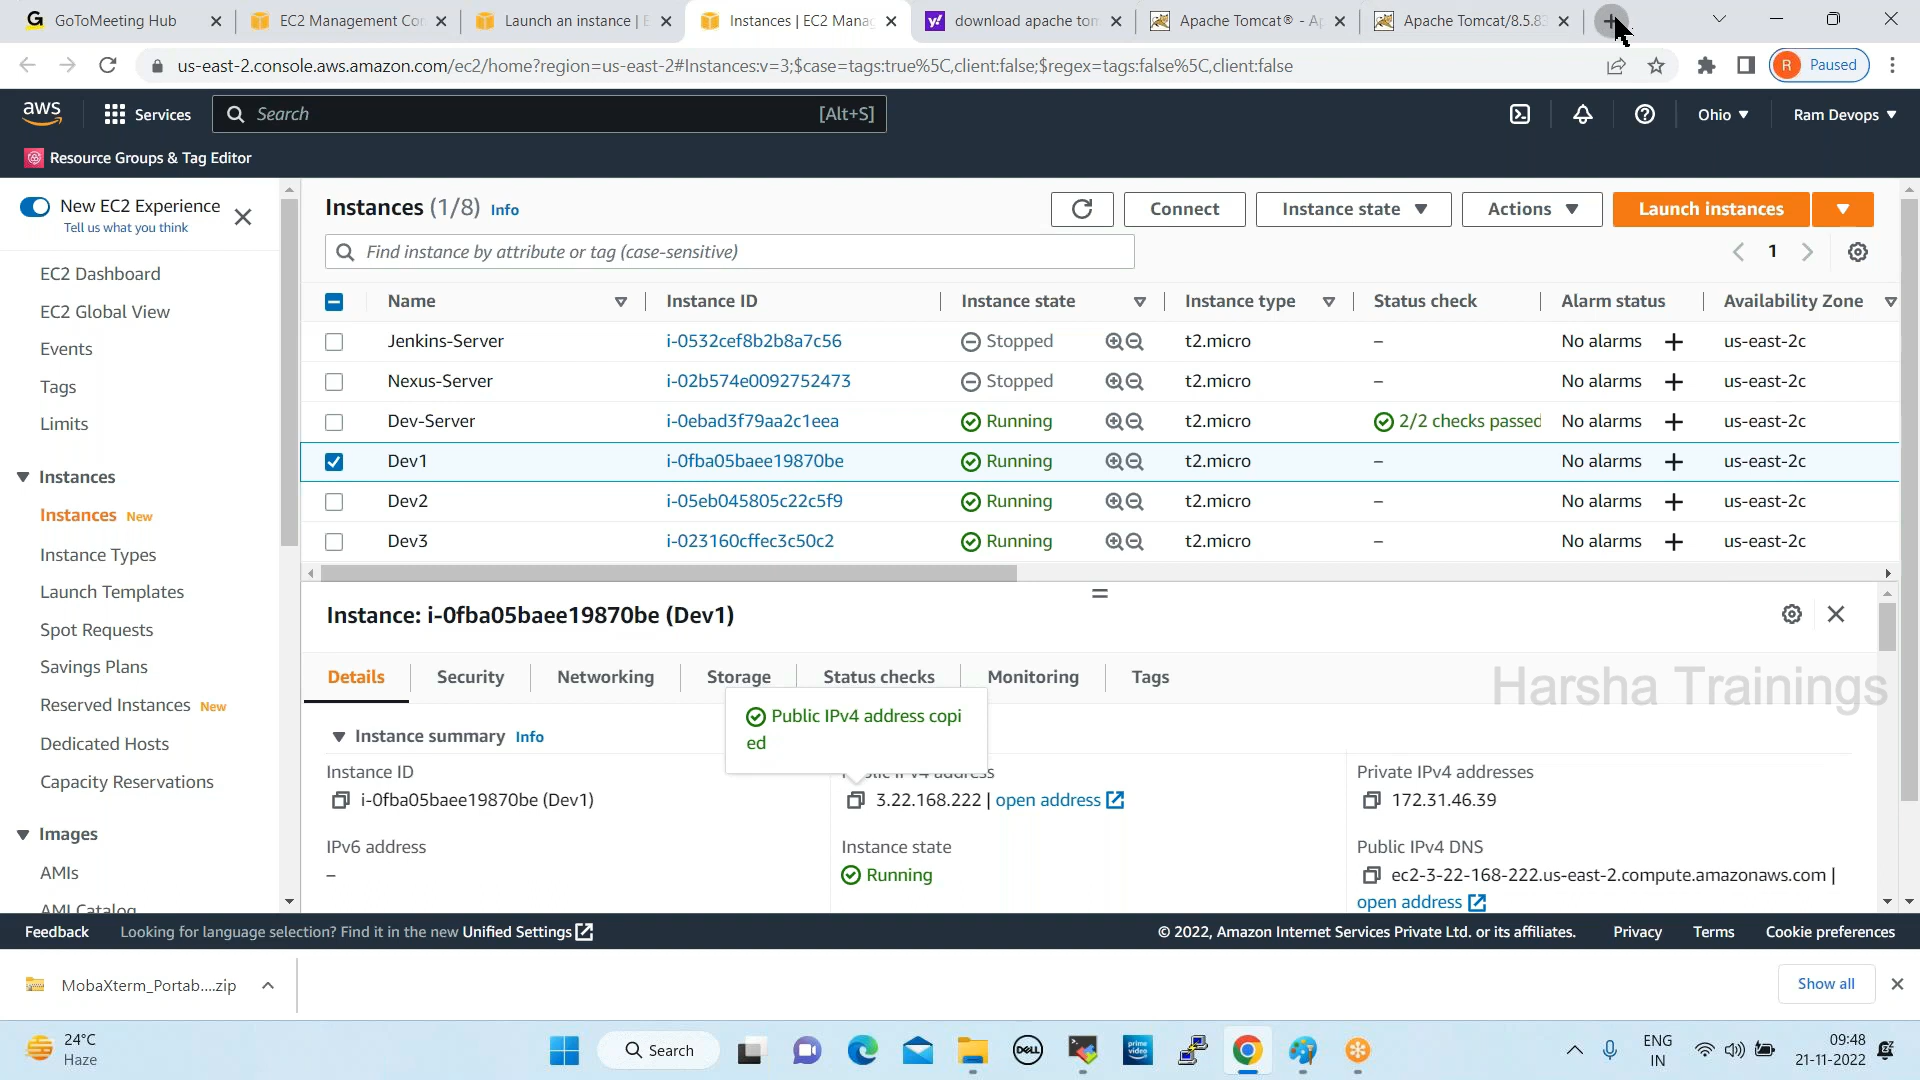 GoToMeeting Hub
EC2 Management Co
Launch an instance | E
Instances | EC2 Mana
download apache tom
Apache Tomcat® - Ap
Apache Tomcat/8.5.83
us-east-2.console.aws.amazon.com/ec2/home?region=us-east-2#Instances:v=3;$case=tags:true%5C,client:false;$regex=tags:false%5C,client:false
R Paused
aws
Services
Search [Alt+S]
Ohio
Ram Devops
Resource Groups & Tag Editor
New EC2 Experience
Tell us what you think
EC2 Dashboard
EC2 Global View
Events
Tags
Limits
Instances
Instances New
Instance Types
Launch Templates
Spot Requests
Savings Plans
Reserved Instances New
Dedicated Hosts
Capacity Reservations
Images
AMIs
AMI Catalog
Instances (1/8) Info
Connect
Instance state
Actions
Launch instances
Find instance by attribute or tag (case-sensitive)
1
Name Instance ID Instance state Instance type Status check Alarm status Availability Zone
Jenkins-Server i-0532cef8b2b8a7c56 Stopped t2.micro – No alarms + us-east-2c
Nexus-Server i-02b574e0092752473 Stopped t2.micro – No alarms + us-east-2c
Dev-Server i-0ebad3f79aa2c1eea Running t2.micro 2/2 checks passed No alarms + us-east-2c
Dev1 i-0fba05baee19870be Running t2.micro – No alarms + us-east-2c
Dev2 i-05eb045805c22c5f9 Running t2.micro – No alarms + us-east-2c
Dev3 i-023160cffec3c50c2 Running t2.micro – No alarms + us-east-2c
Instance: i-0fba05baee19870be (Dev1)
Details Security Networking Storage Status checks Monitoring Tags
Harsha Trainings
Public IPv4 address copi
ed
Instance summary Info
Instance ID
i-0fba05baee19870be (Dev1)
Public IPv4 address
3.22.168.222 | open address
Private IPv4 addresses
172.31.46.39
IPv6 address
–
Instance state
Running
Public IPv4 DNS
ec2-3-22-168-222.us-east-2.compute.amazonaws.com |
open address
Feedback Looking for language selection? Find it in the new Unified Settings
© 2022, Amazon Internet Services Private Ltd. or its affiliates. Privacy Terms Cookie preferences
MobaXterm_Portab....zip
Show all
24°C
Haze
Search
DELL
prime
video
ENG
IN
09:48
21-11-2022